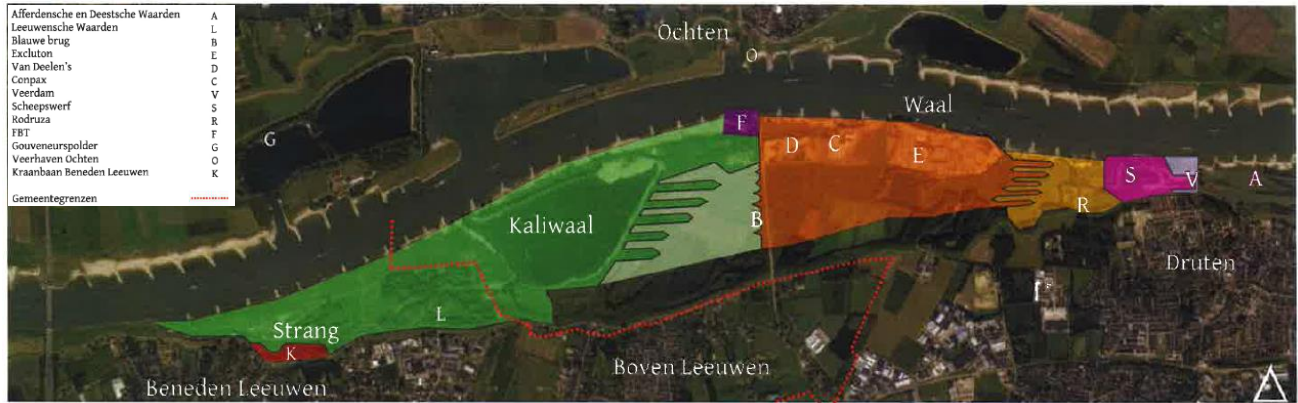 Afferdensche en Deestsche Waarden A
Leeuwensche Waarden L
Blauwe brug B
Excluton E
Van Deelen's D
Conpax C
Veerdam V
Scheepswerf S
Rodruza R
FBT F
Gouveneurspolder G
Veerhaven Ochten O
Kraanbaan Beneden Leeuwen K
Gemeentegrenzen
Ochten
O
Waal
G
F
D
C
E
S
V
A
R
B
Kaliwaal
Druten
L
Strang
K
Boven Leeuwen
Beneden Leeuwen